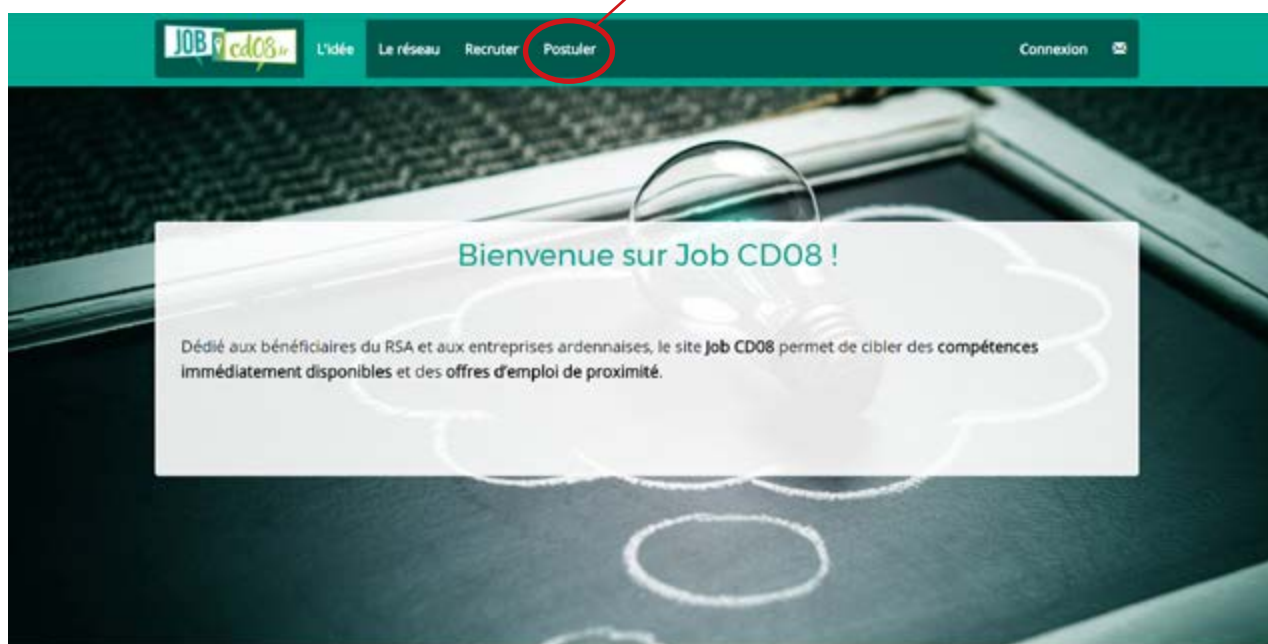 JOB cd08.fr L'idée Le réseau Recruter Postuler Connexion
Bienvenue sur Job CD08 !
Dédié aux bénéficiaires du RSA et aux entreprises ardennaises, le site Job CD08 permet de cibler des compétences
immédiatement disponibles et des offres d'emploi de proximité.